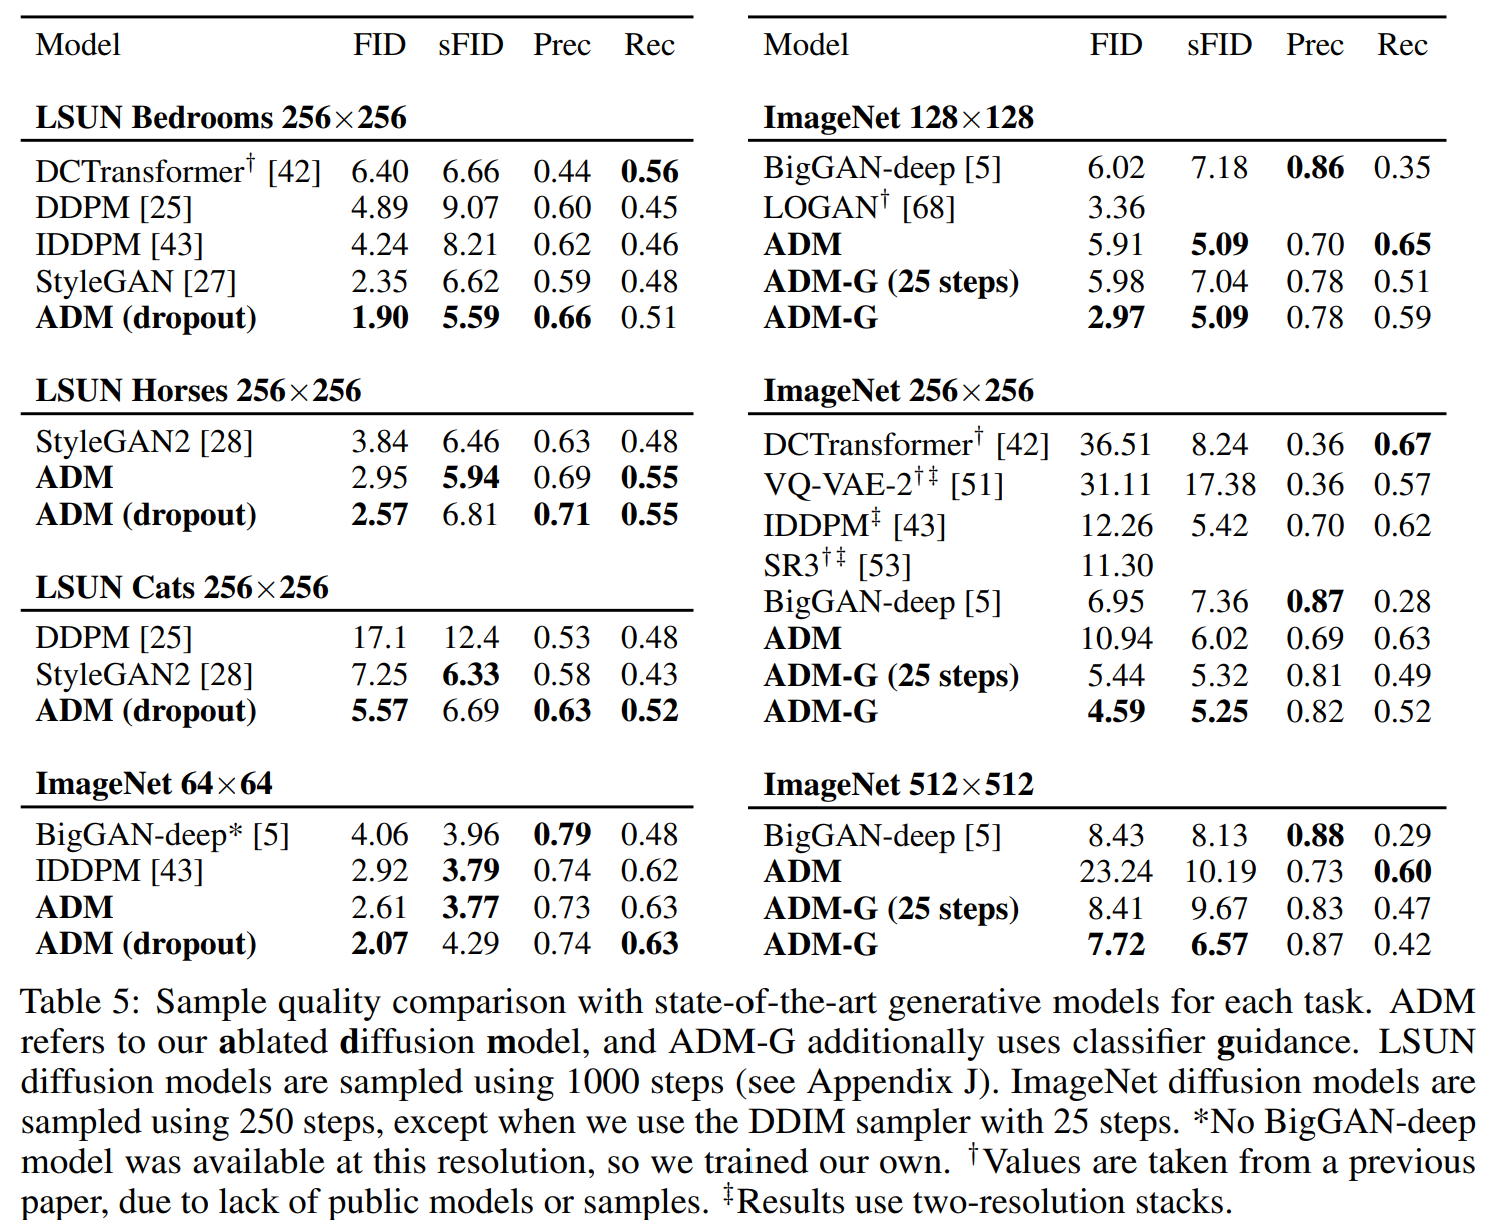 Model FID sFID Prec Rec
LSUN Bedrooms 256×256
DCTransformer† [42] 6.40 6.66 0.44 0.56
DDPM [25] 4.89 9.07 0.60 0.45
IDDPM [43] 4.24 8.21 0.62 0.46
StyleGAN [27] 2.35 6.62 0.59 0.48
ADM (dropout) 1.90 5.59 0.66 0.51
LSUN Horses 256×256
StyleGAN2 [28] 3.84 6.46 0.63 0.48
ADM 2.95 5.94 0.69 0.55
ADM (dropout) 2.57 6.81 0.71 0.55
LSUN Cats 256×256
DDPM [25] 17.1 12.4 0.53 0.48
StyleGAN2 [28] 7.25 6.33 0.58 0.43
ADM (dropout) 5.57 6.69 0.63 0.52
ImageNet 64×64
BigGAN-deep* [5] 4.06 3.96 0.79 0.48
IDDPM [43] 2.92 3.79 0.74 0.62
ADM 2.61 3.77 0.73 0.63
ADM (dropout) 2.07 4.29 0.74 0.63
Model FID sFID Prec Rec
ImageNet 128×128
BigGAN-deep [5] 6.02 7.18 0.86 0.35
LOGAN† [68] 3.36
ADM 5.91 5.09 0.70 0.65
ADM-G (25 steps) 5.98 7.04 0.78 0.51
ADM-G 2.97 5.09 0.78 0.59
ImageNet 256×256
DCTransformer† [42] 36.51 8.24 0.36 0.67
VQ-VAE-2†‡ [51] 31.11 17.38 0.36 0.57
IDDPM‡ [43] 12.26 5.42 0.70 0.62
SR3†‡ [53] 11.30
BigGAN-deep [5] 6.95 7.36 0.87 0.28
ADM 10.94 6.02 0.69 0.63
ADM-G (25 steps) 5.44 5.32 0.81 0.49
ADM-G 4.59 5.25 0.82 0.52
ImageNet 512×512
BigGAN-deep [5] 8.43 8.13 0.88 0.29
ADM 23.24 10.19 0.73 0.60
ADM-G (25 steps) 8.41 9.67 0.83 0.47
ADM-G 7.72 6.57 0.87 0.42
Table 5: Sample quality comparison with state-of-the-art generative models for each task. ADM
refers to our ablated diffusion model, and ADM-G additionally uses classifier guidance. LSUN
diffusion models are sampled using 1000 steps (see Appendix J). ImageNet diffusion models are
sampled using 250 steps, except when we use the DDIM sampler with 25 steps. *No BigGAN-deep
model was available at this resolution, so we trained our own. †Values are taken from a previous
paper, due to lack of public models or samples. ‡Results use two-resolution stacks.